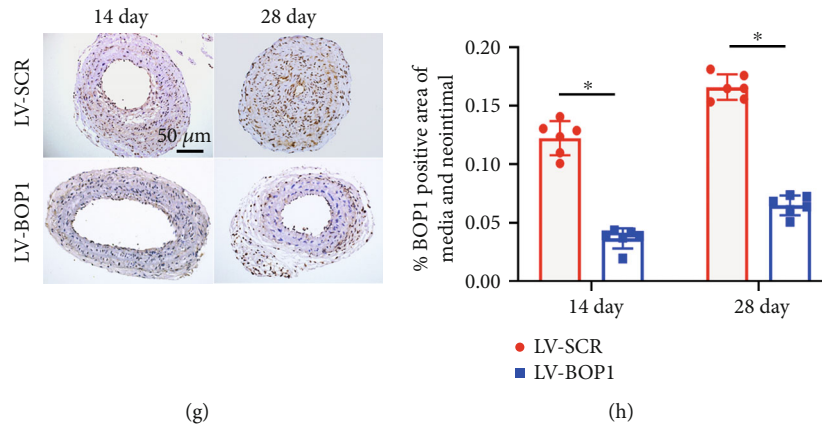 14 day 28 day
LV-SCR
50 μm
LV-BOP1
(g)
% BOP1 positive area of
media and neointimal
0.20
0.15
0.10
0.05
0.00
*
*
14 day 28 day
LV-SCR
LV-BOP1
(h)